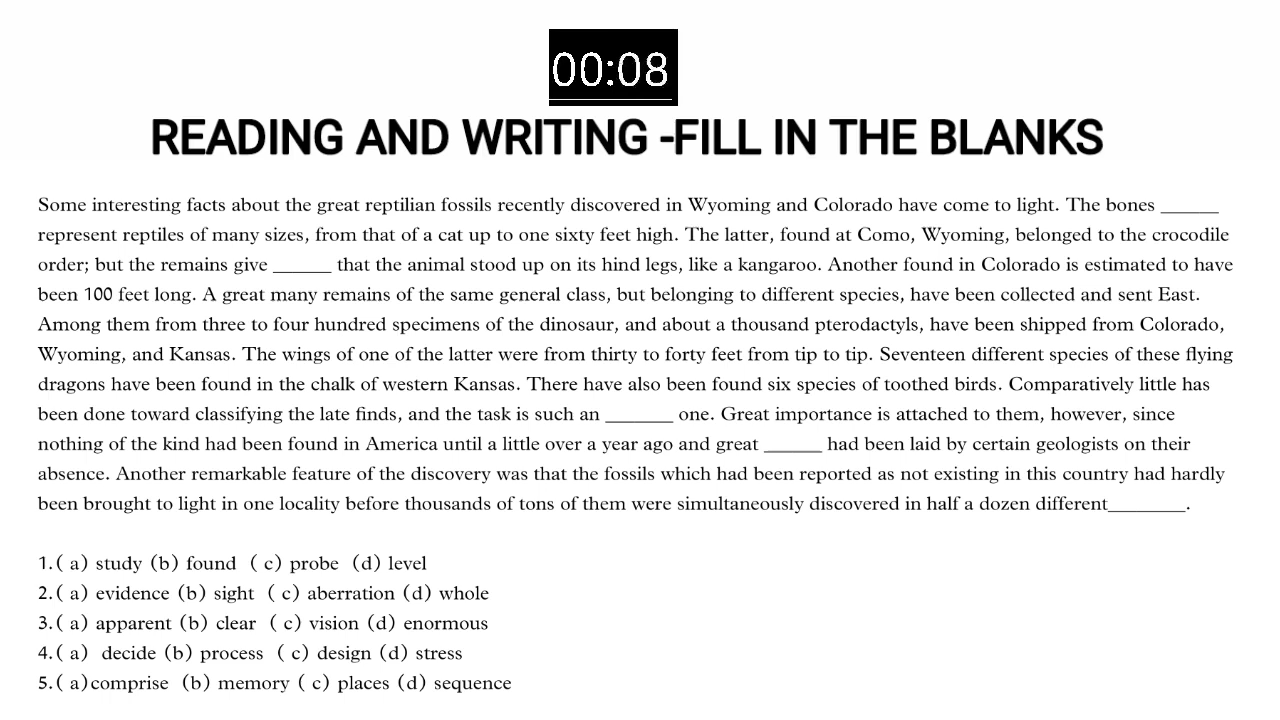 00:08
READING AND WRITING -FILL IN THE BLANKS
Some interesting facts about the great reptilian fossils recently discovered in Wyoming and Colorado have come to light. The bones ______
represent reptiles of many sizes, from that of a cat up to one sixty feet high. The latter, found at Como, Wyoming, belonged to the crocodile
order; but the remains give ______ that the animal stood up on its hind legs, like a kangaroo. Another found in Colorado is estimated to have
been 100 feet long. A great many remains of the same general class, but belonging to different species, have been collected and sent East.
Among them from three to four hundred specimens of the dinosaur, and about a thousand pterodactyls, have been shipped from Colorado,
Wyoming, and Kansas. The wings of one of the latter were from thirty to forty feet from tip to tip. Seventeen different species of these flying
dragons have been found in the chalk of western Kansas. There have also been found six species of toothed birds. Comparatively little has
been done toward classifying the late finds, and the task is such an _______ one. Great importance is attached to them, however, since
nothing of the kind had been found in America until a little over a year ago and great ______ had been laid by certain geologists on their
absence. Another remarkable feature of the discovery was that the fossils which had been reported as not existing in this country had hardly
been brought to light in one locality before thousands of tons of them were simultaneously discovered in half a dozen different________.
1.( a) study (b) found ( c) probe (d) level
2.( a) evidence (b) sight ( c) aberration (d) whole
3.( a) apparent (b) clear ( c) vision (d) enormous
4.( a) decide (b) process ( c) design (d) stress
5.( a)comprise (b) memory ( c) places (d) sequence